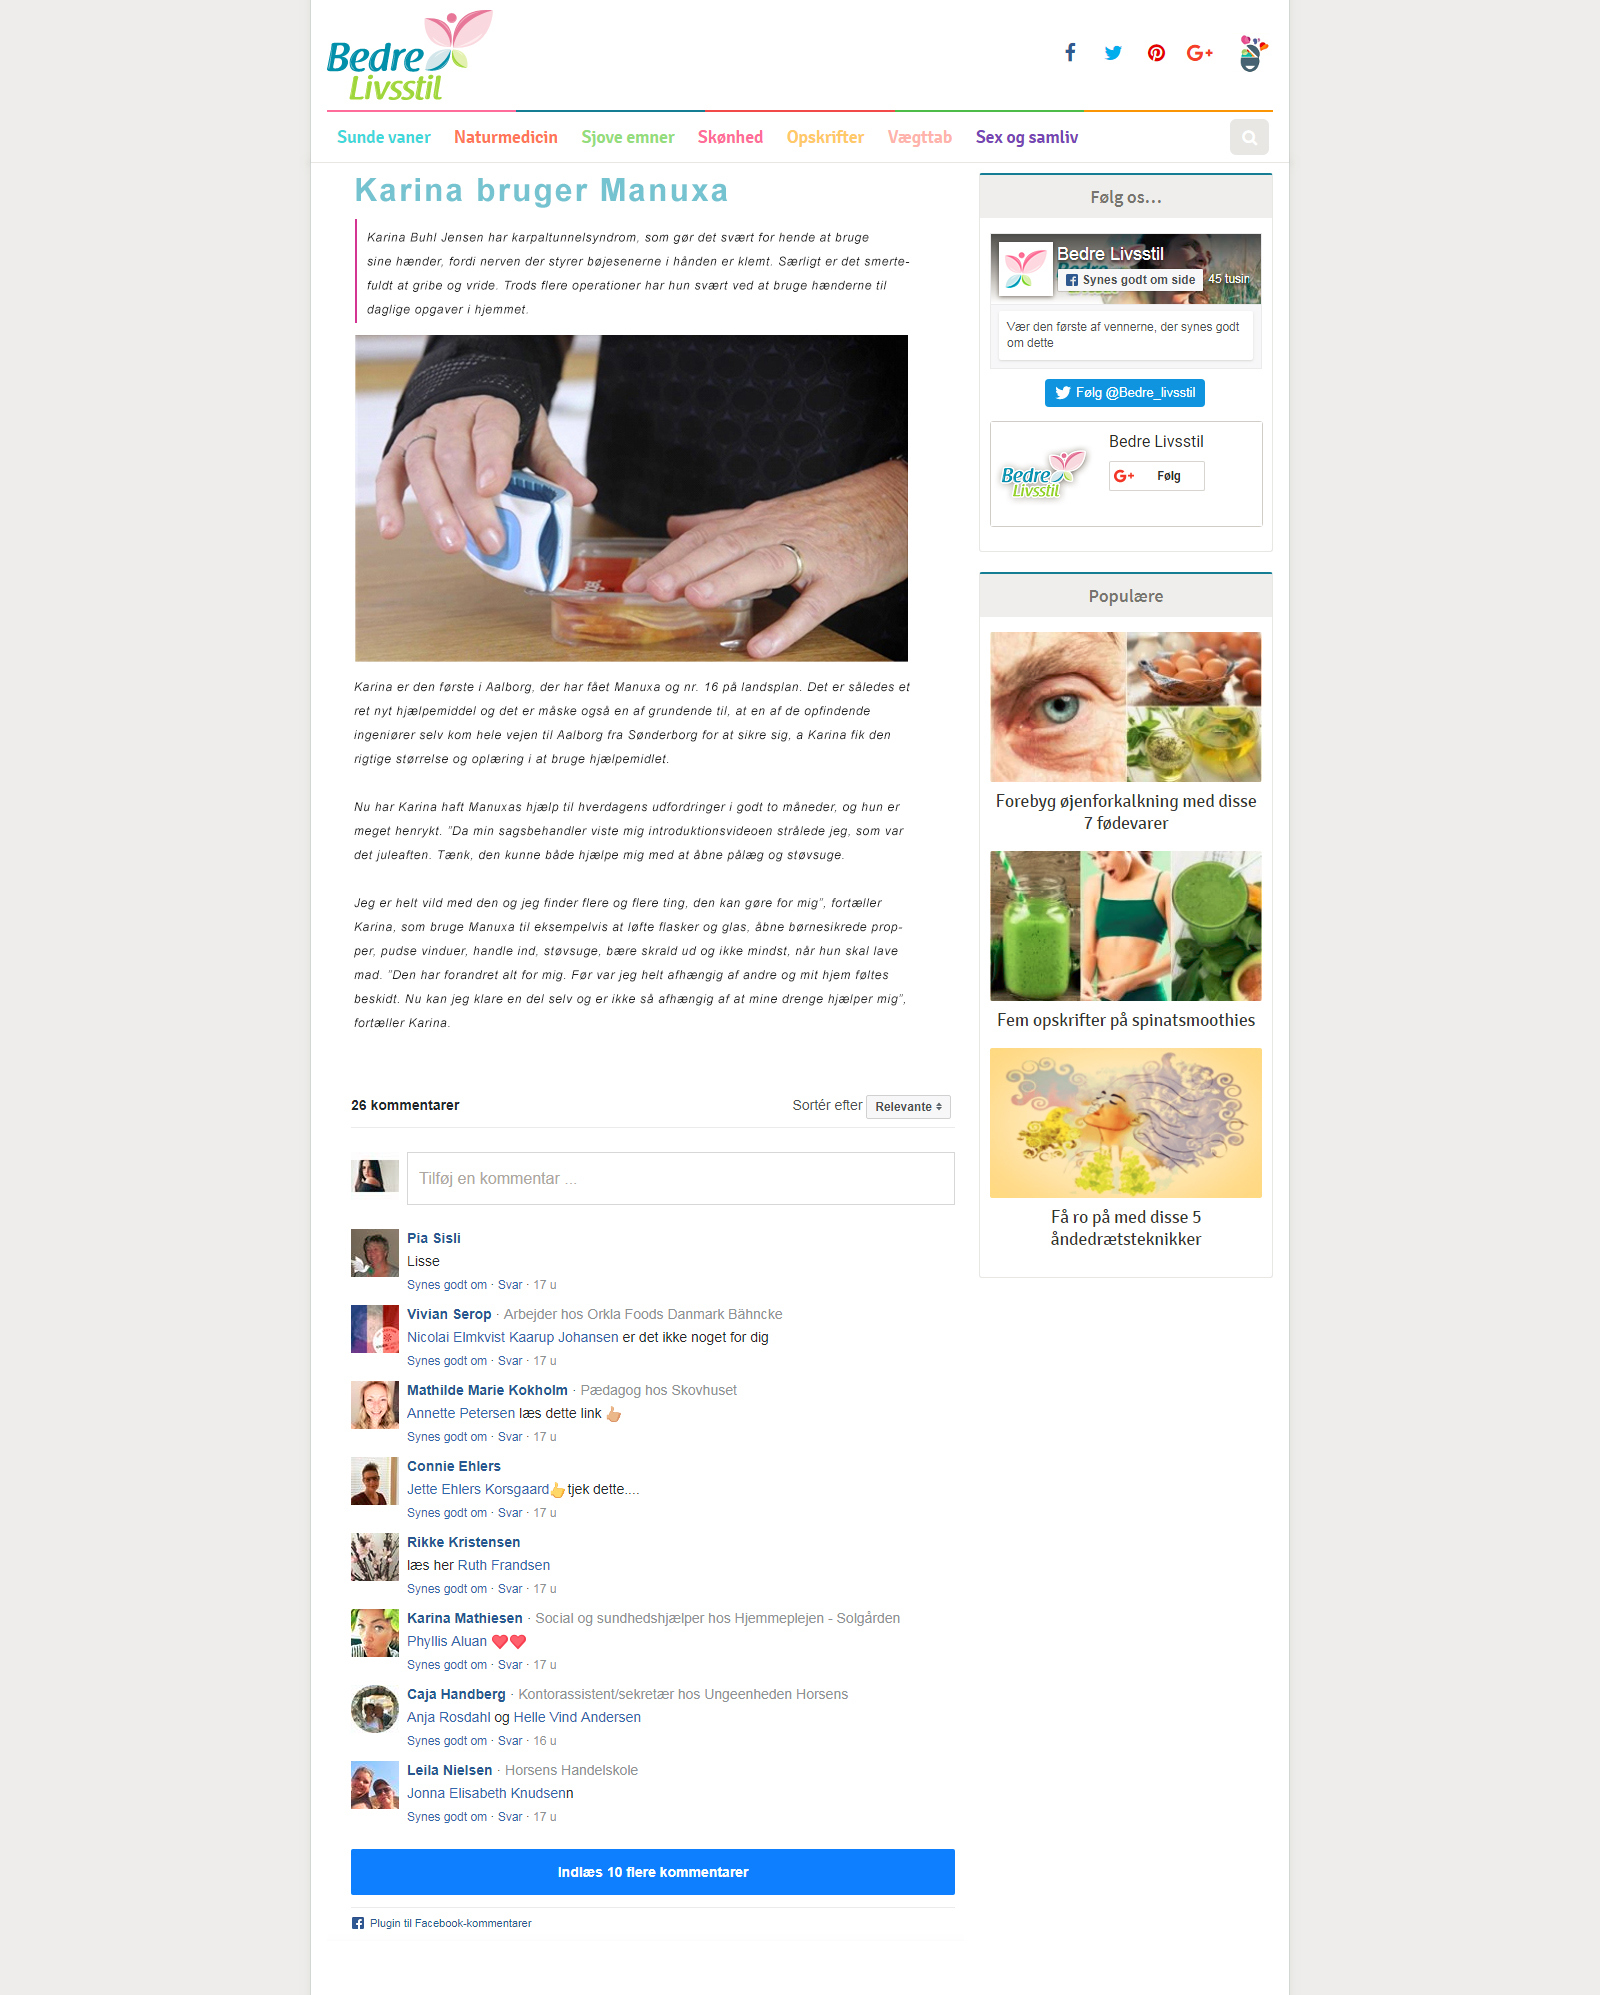 Bedre
Livsstil
Sunde vaner
Naturmedicin
Sjove emner
Skønhed
Opskrifter
Vægttab
Sex og samliv
Karina bruger Manuxa
Karina Buhl Jensen har karpaltunnelsyndrom, som gør det svært for hende at bruge
sine hænder, fordi nerven der styrer bøjesenerne i hånden er klemt. Særligt er det smerte-
fuldt at gribe og vride. Trods flere operationer har hun svært ved at bruge hænderne til
daglige opgaver i hjemmet.
Karina er den første i Aalborg, der har fået Manuxa og nr. 16 på landsplan. Det er således et
ret nyt hjælpemiddel og det er måske også en af grundende til, at en af de opfindende
ingeniører selv kom hele vejen til Aalborg fra Sønderborg for at sikre sig, a Karina fik den
rigtige størrelse og oplæring i at bruge hjælpemidlet.
Nu har Karina haft Manuxas hjælp til hverdagens udfordringer i godt to måneder, og hun er
meget henrykt. "Da min sagsbehandler viste mig introduktionsvideoen strålede jeg, som var
det juleaften. Tænk, den kunne både hjælpe mig med at åbne pålæg og støvsuge.
Jeg er helt vild med den og jeg finder flere og flere ting, den kan gøre for mig", fortæller
Karina, som bruge Manuxa til eksempelvis at løfte flasker og glas, åbne børnesikrede prop-
per, pudse vinduer, handle ind, støvsuge, bære skrald ud og ikke mindst, når hun skal lave
mad. "Den har forandret alt for mig. Før var jeg helt afhængig af andre og mit hjem føltes
beskidt. Nu kan jeg klare en del selv og er ikke så afhængig af at mine drenge hjælper mig",
fortæller Karina.
26 kommentarer
Sortér efter Relevante
Tilføj en kommentar ...
Pia Sisli
Lisse
Synes godt om · Svar · 17 u
Vivian Serop · Arbejder hos Orkla Foods Danmark Bähncke
Nicolai Elmkvist Kaarup Johansen er det ikke noget for dig
Synes godt om · Svar · 17 u
Mathilde Marie Kokholm · Pædagog hos Skovhuset
Annette Petersen læs dette link
Synes godt om · Svar · 17 u
Connie Ehlers
Jette Ehlers Korsgaard tjek dette....
Synes godt om · Svar · 17 u
Rikke Kristensen
læs her Ruth Frandsen
Synes godt om · Svar · 17 u
Karina Mathiesen · Social og sundhedshjælper hos Hjemmeplejen - Solgården
Phyllis Aluan
Synes godt om · Svar · 17 u
Caja Handberg · Kontorassistent/sekretær hos Ungeenheden Horsens
Anja Rosdahl og Helle Vind Andersen
Synes godt om · Svar · 16 u
Leila Nielsen · Horsens Handelskole
Jonna Elisabeth Knudsenn
Synes godt om · Svar · 17 u
Indlæs 10 flere kommentarer
Plugin til Facebook-kommentarer
Følg os...
Bedre Livsstil
Synes godt om side 45 tusin
Vær den første af vennerne, der synes godt
om dette
Følg @Bedre_livsstil
Bedre Livsstil
Bedre
Livsstil
G+ Følg
Populære
Forebyg øjenforkalkning med disse
7 fødevarer
Fem opskrifter på spinatsmoothies
Få ro på med disse 5
åndedrætsteknikker